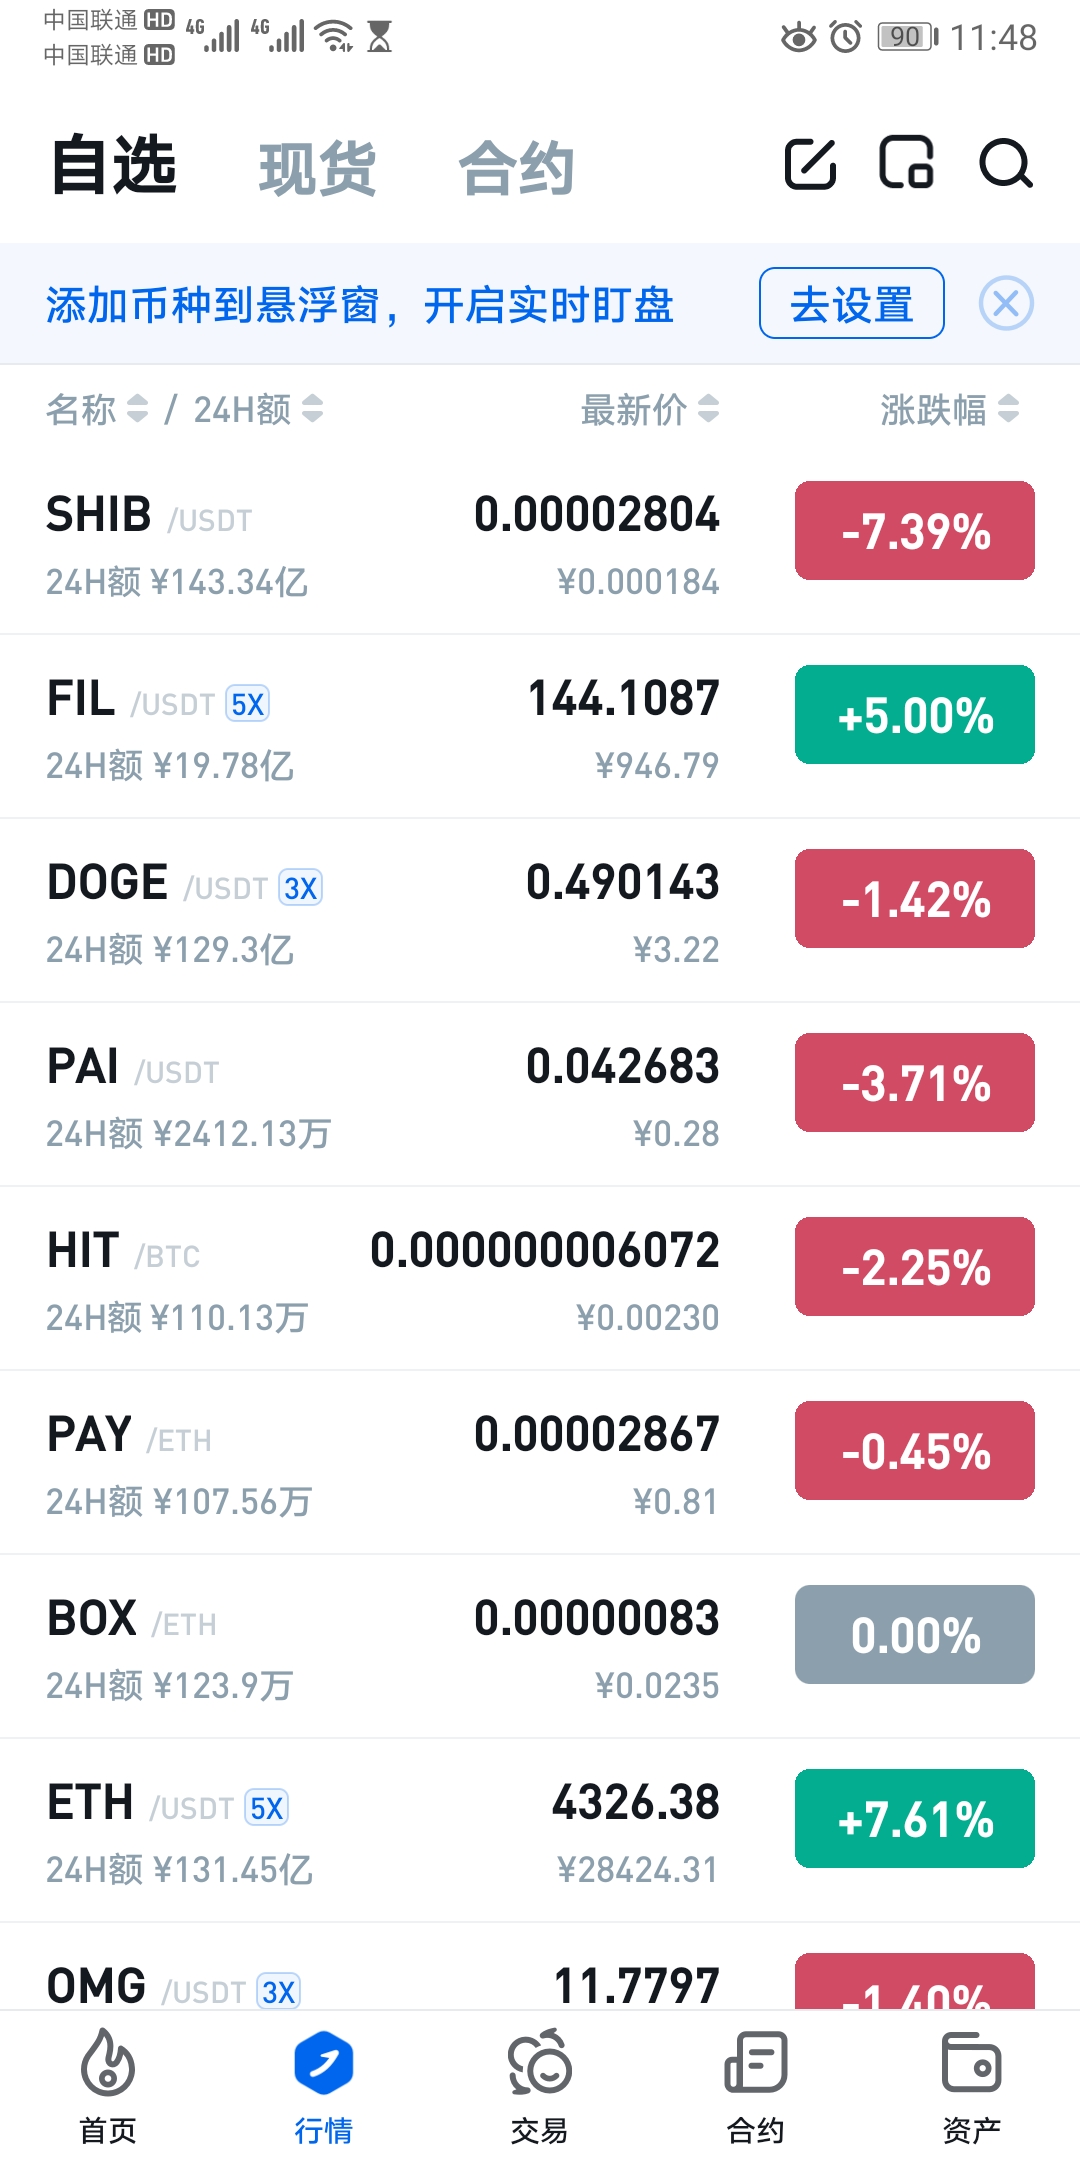 中国联通 HD 4G 4G 90 11:48
中国联通 HD
自选 现货 合约
添加币种到悬浮窗，开启实时盯盘 去设置
名称 / 24H额 最新价 涨跌幅
SHIB /USDT 0.00002804 -7.39%
24H额 ¥143.34亿 ¥0.000184
FIL /USDT 5X 144.1087 +5.00%
24H额 ¥19.78亿 ¥946.79
DOGE /USDT 3X 0.490143 -1.42%
24H额 ¥129.3亿 ¥3.22
PAI /USDT 0.042683 -3.71%
24H额 ¥2412.13万 ¥0.28
HIT /BTC 0.000000006072 -2.25%
24H额 ¥110.13万 ¥0.00230
PAY /ETH 0.00002867 -0.45%
24H额 ¥107.56万 ¥0.81
BOX /ETH 0.00000083 0.00%
24H额 ¥123.9万 ¥0.0235
ETH /USDT 5X 4326.38 +7.61%
24H额 ¥131.45亿 ¥28424.31
OMG /USDT 3X 11.7797 -1.40%
首页 行情 交易 合约 资产